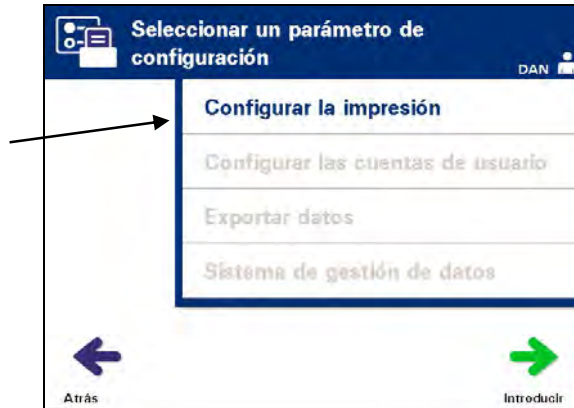 Seleccionar un parámetro de
configuración
DAN
Configurar la impresión
Configurar las cuentas de usuario
Exportar datos
Sistema de gestión de datos
Atrás
Introducir